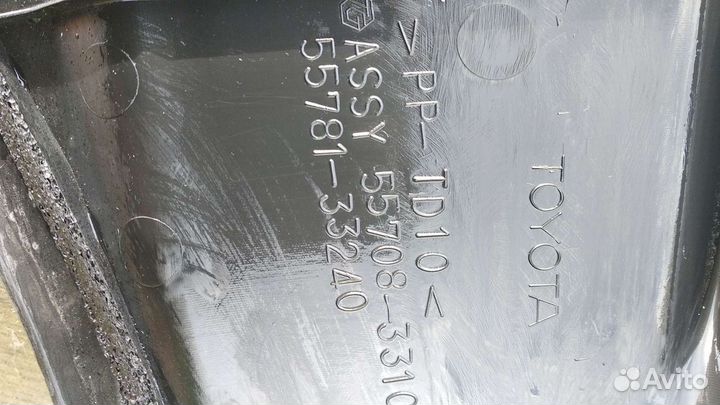 TOYOTA
>PP-TD10<
ASSY 55708-3310
55781-33240
Avito